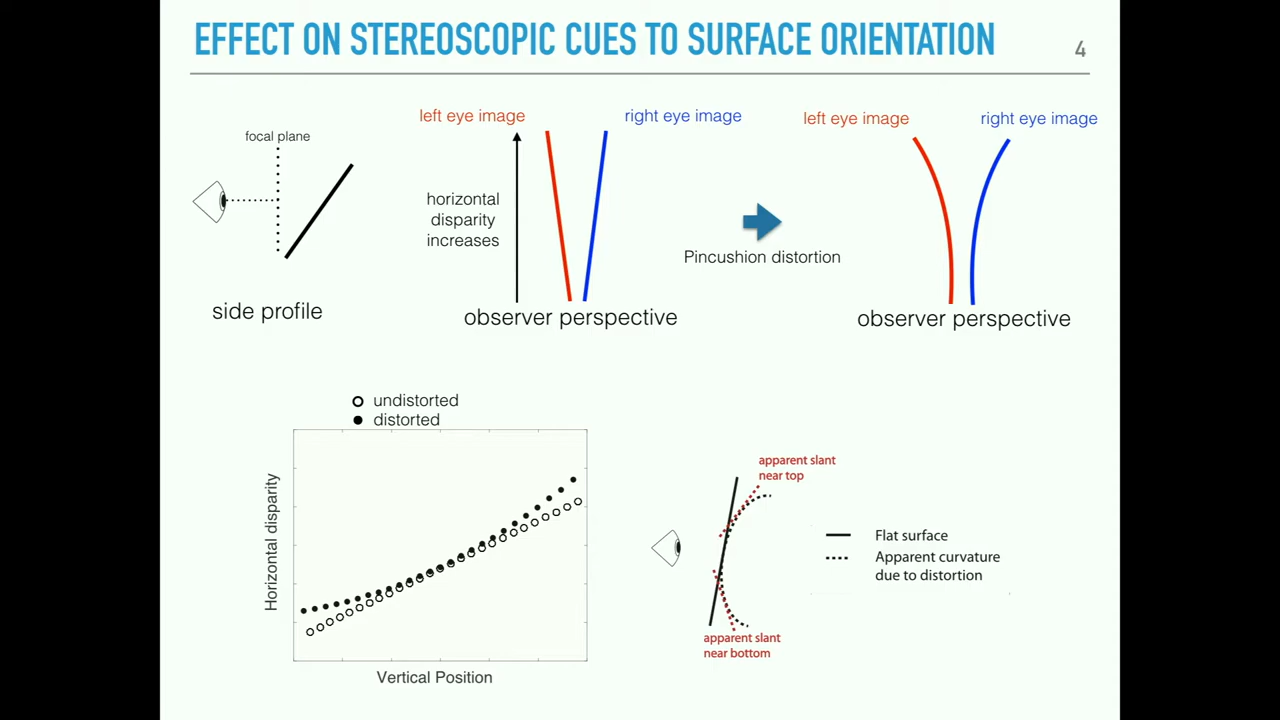 EFFECT ON STEREOSCOPIC CUES TO SURFACE ORIENTATION
4
focal plane
side profile
left eye image
right eye image
horizontal
disparity
increases
observer perspective
Pincushion distortion
left eye image
right eye image
observer perspective
undistorted
distorted
Horizontal disparity
Vertical Position
apparent slant
near top
apparent slant
near bottom
Flat surface
Apparent curvature
due to distortion